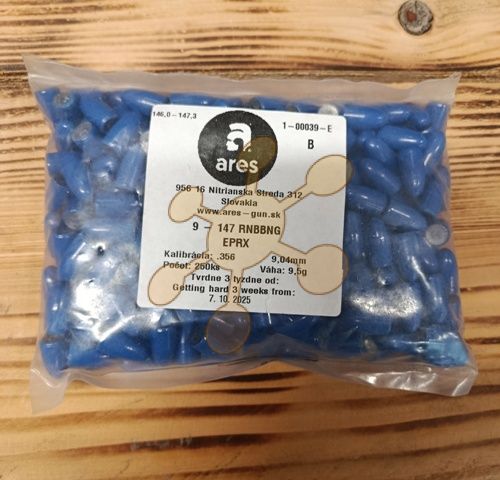 146,0-147,3
1-00039-E
B
a
ares
956 16 Nitrianska Streda 312
Slovakia
www.ares-gun.sk
9 - 147 RNBBNG
EPRX
Kalibrácia: .356 9,04mm
Počet: 250ks Váha: 9,5g
Tvrdne 3 týzdne od:
Getting hard 3 weeks from:
7. 10. 2025